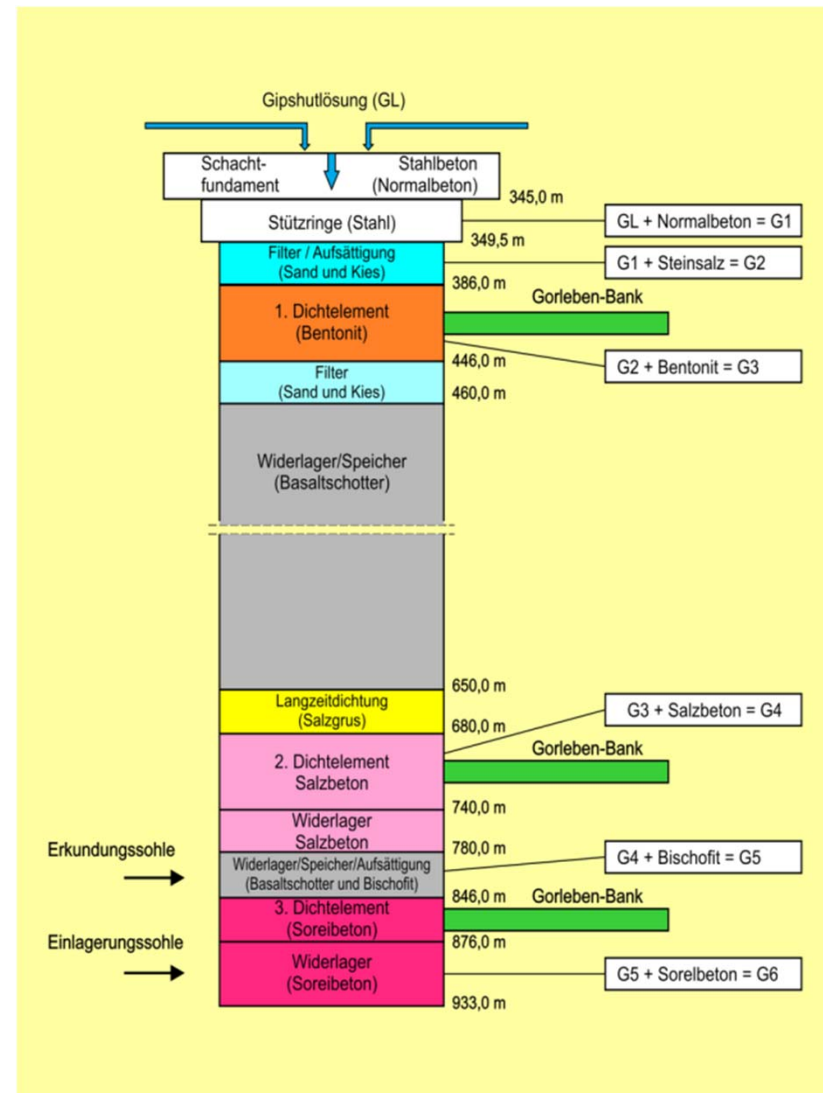 Gipshutlösung (GL)
Schacht-
fundament
Stahlbeton
(Normalbeton)
345,0 m
Stützringe (Stahl)
GL + Normalbeton = G1
349,5 m
Filter / Aufsättigung
(Sand und Kies)
G1 + Steinsalz = G2
386,0 m
Gorleben-Bank
1. Dichtelement
(Bentonit)
446,0 m
G2 + Bentonit = G3
Filter
(Sand und Kies)
460,0 m
Widerlager/Speicher
(Basaltschotter)
650,0 m
Langzeitdichtung
(Salzgrus)
680,0 m
G3 + Salzbeton = G4
Gorleben-Bank
2. Dichtelement
Salzbeton
740,0 m
Widerlager
Salzbeton
780,0 m
Erkundungssohle
Widerlager/Speicher/Aufsättigung
(Basaltschotter und Bischofit)
G4 + Bischofit = G5
846,0 m
Gorleben-Bank
3. Dichtelement
(Soreibeton)
876,0 m
Einlagerungssohle
Widerlager
(Soreibeton)
G5 + Sorelbeton = G6
933,0 m